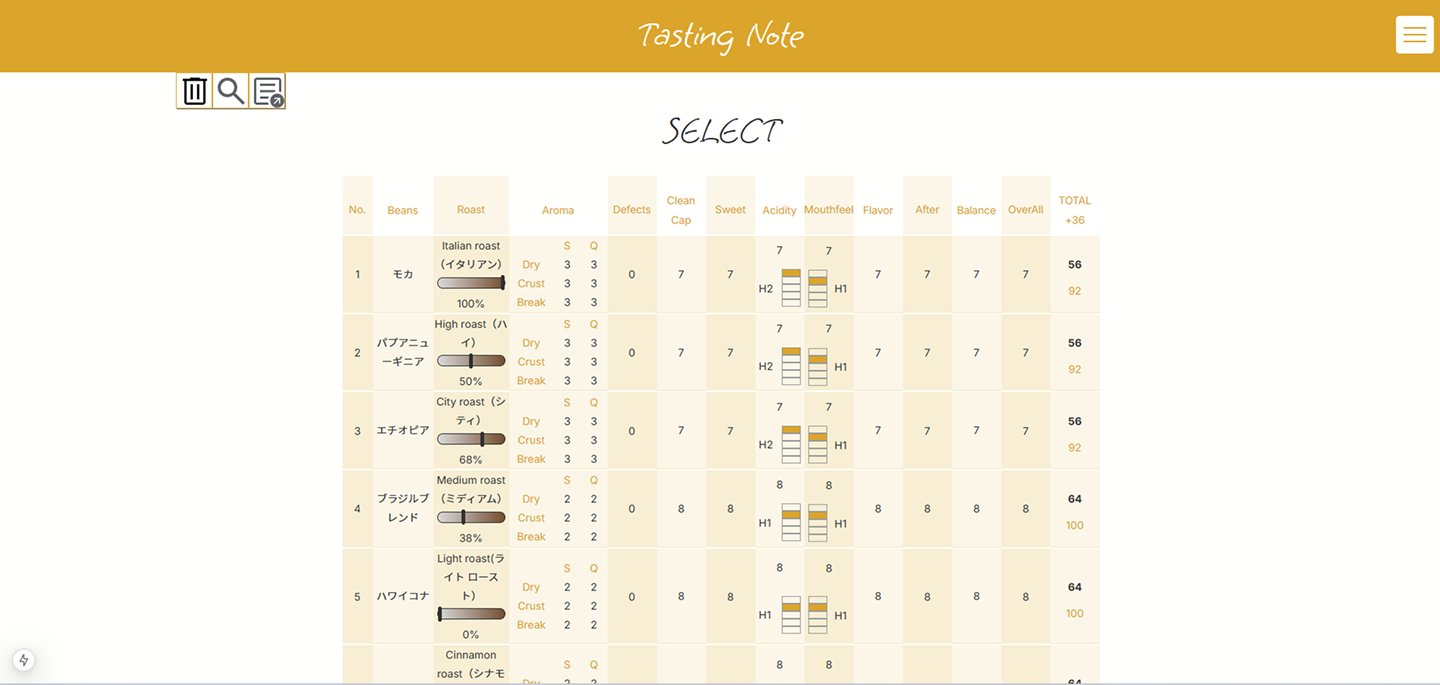 Tasting Note
SELECT
No. Beans Roast Aroma Defects Clean Cap Sweet Acidity Mouthfeel Flavor After Balance OverAll TOTAL +36
1 モカ
Italian roast
(イタリアン)
100%
S Q
Dry 3 3
Crust 3 3
Break 3 3
0 7 7
7
H2
7
H1
7 7 7 7
56
92
2
パプアニュ
ーギニア
High roast（ハ
イ）
50%
S Q
Dry 3 3
Crust 3 3
Break 3 3
0 7 7
7
H2
7
H1
7 7 7 7
56
92
3 エチオピア
City roast（シ
ティ）
68%
S Q
Dry 3 3
Crust 3 3
Break 3 3
0 7 7
7
H2
7
H1
7 7 7 7
56
92
4
ブラジルブ
レンド
Medium roast
（ミディアム）
38%
S Q
Dry 2 2
Crust 2 2
Break 2 2
0 8 8
8
H1
8
H1
8 8 8 8
64
100
5 ハワイコナ
Light roast(ラ
イト ロース
ト)
0%
S Q
Dry 2 2
Crust 2 2
Break 2 2
0 8 8
8
H1
8
H1
8 8 8 8
64
100
Cinnamon
roast（シナモ
S Q
Dry 2 2
8
8
64